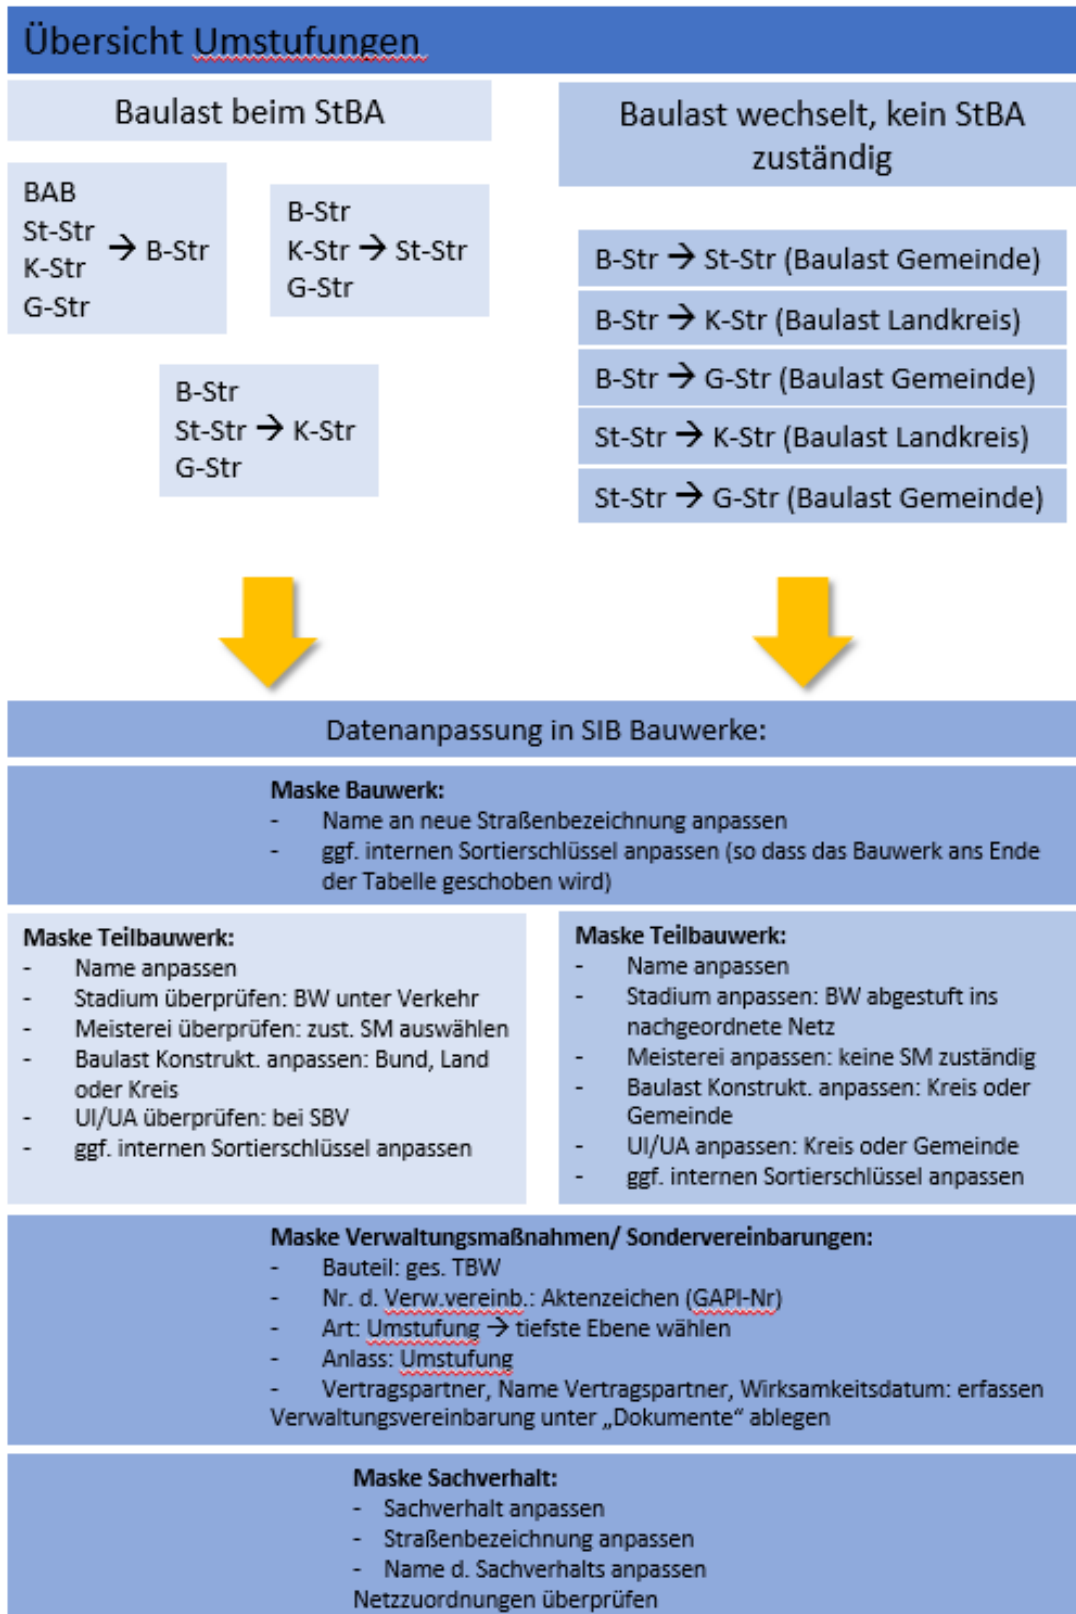 Übersicht Umstufungen
Baulast beim StBA
BAB
St-Str
→ B-Str
K-Str
G-Str
B-Str
K-Str → St-Str
G-Str
B-Str
St-Str → K-Str
G-Str
Baulast wechselt, kein StBA
zuständig
B-Str → St-Str (Baulast Gemeinde)
B-Str → K-Str (Baulast Landkreis)
B-Str → G-Str (Baulast Gemeinde)
St-Str → K-Str (Baulast Landkreis)
St-Str → G-Str (Baulast Gemeinde)
Datenanpassung in SIB Bauwerke:
Maske Bauwerk:
- Name an neue Straßenbezeichnung anpassen
- ggf. internen Sortierschlüssel anpassen (so dass das Bauwerk ans Ende
der Tabelle geschoben wird)
Maske Teilbauwerk:
- Name anpassen
- Stadium überprüfen: BW unter Verkehr
- Meisterei überprüfen: zust. SM auswählen
- Baulast Konstrukt. anpassen: Bund, Land
oder Kreis
- UI/UA überprüfen: bei SBV
- ggf. internen Sortierschlüssel anpassen
Maske Teilbauwerk:
- Name anpassen
- Stadium anpassen: BW abgestuft ins
nachgeordnete Netz
- Meisterei anpassen: keine SM zuständig
- Baulast Konstrukt. anpassen: Kreis oder
Gemeinde
- UI/UA anpassen: Kreis oder Gemeinde
- ggf. internen Sortierschlüssel anpassen
Maske Verwaltungsmaßnahmen/ Sondervereinbarungen:
- Bauteil: ges. TBW
- Nr. d. Verw.vereinb.: Aktenzeichen (GAPI-Nr)
- Art: Umstufung → tiefste Ebene wählen
- Anlass: Umstufung
- Vertragspartner, Name Vertragspartner, Wirksamkeitsdatum: erfassen
Verwaltungsvereinbarung unter „Dokumente“ ablegen
Maske Sachverhalt:
- Sachverhalt anpassen
- Straßenbezeichnung anpassen
- Name d. Sachverhalts anpassen
Netzzuordnungen überprüfen